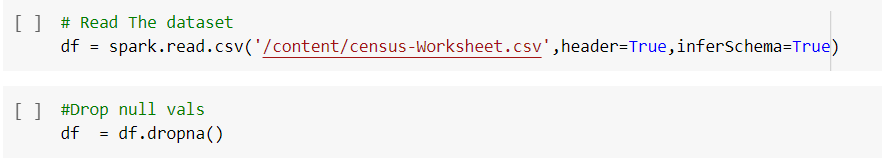 [ ] # Read The dataset
df = spark.read.csv('/content/census-Worksheet.csv',header=True,inferSchema=True)
[ ] #Drop null vals
df  = df.dropna()